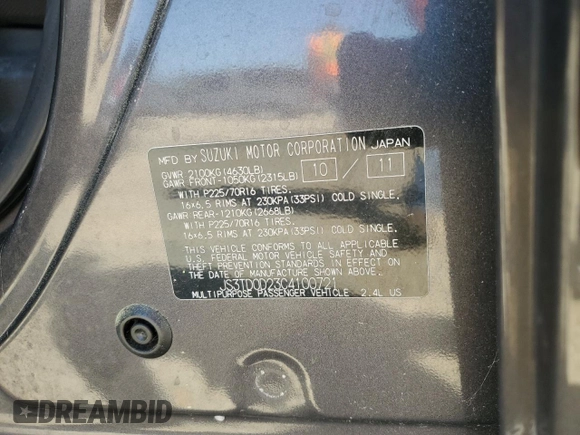 MFD BY SUZUKI MOTOR CORPORATION JAPAN
GVWR 2100KG(4630LB) 10 / 11
GAWR FRONT-1050KG(2315LB)
WITH P225/70R16 TIRES,
16x6.5 RIMS AT 230KPA(33PSI) COLD SINGLE.
GAWR REAR-1210KG(2668LB)
WITH P225/70R16 TIRES,
16x6.5 RIMS AT 230KPA(33PSI) COLD SINGLE.
THIS VEHICLE CONFORMS TO ALL APPLICABLE
U.S. FEDERAL MOTOR VEHICLE SAFETY AND
THEFT PREVENTION STANDARDS IN EFFECT ON
THE DATE OF MANUFACTURE SHOWN ABOVE.
JS3TD0D23C4100721
MULTIPURPOSE PASSENGER VEHICLE 2.4L US
DREAMBID